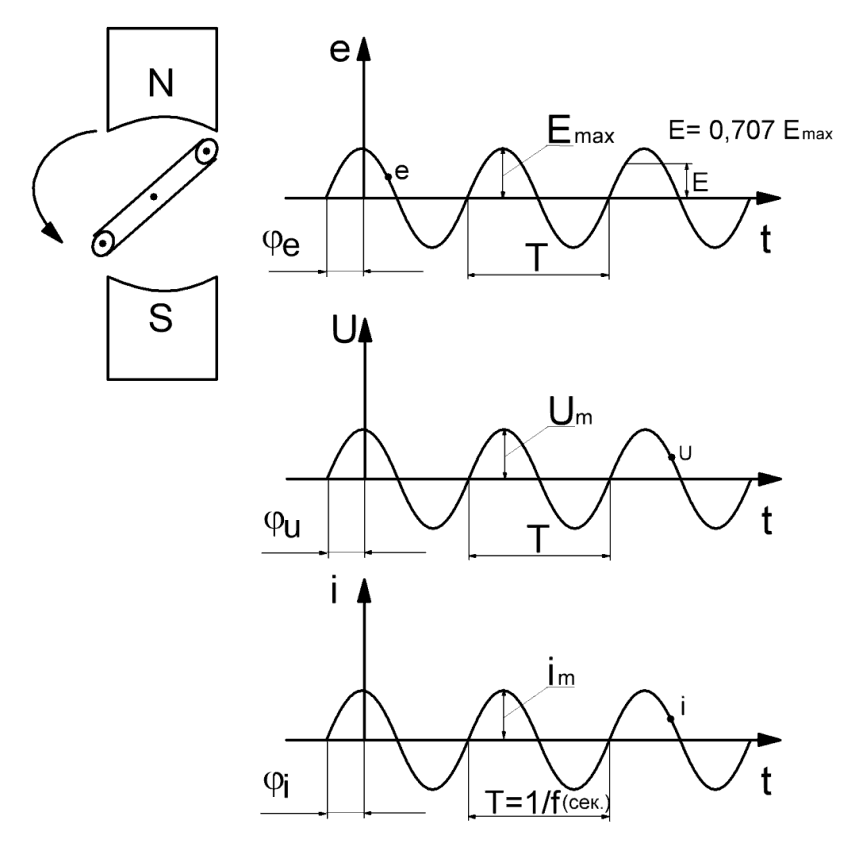 N
S
e
Emax
E= 0,707 Emax
e
E
φe
T
t
U
Um
U
φu
T
t
i
im
i
φi
T=1/f(сек.)
t